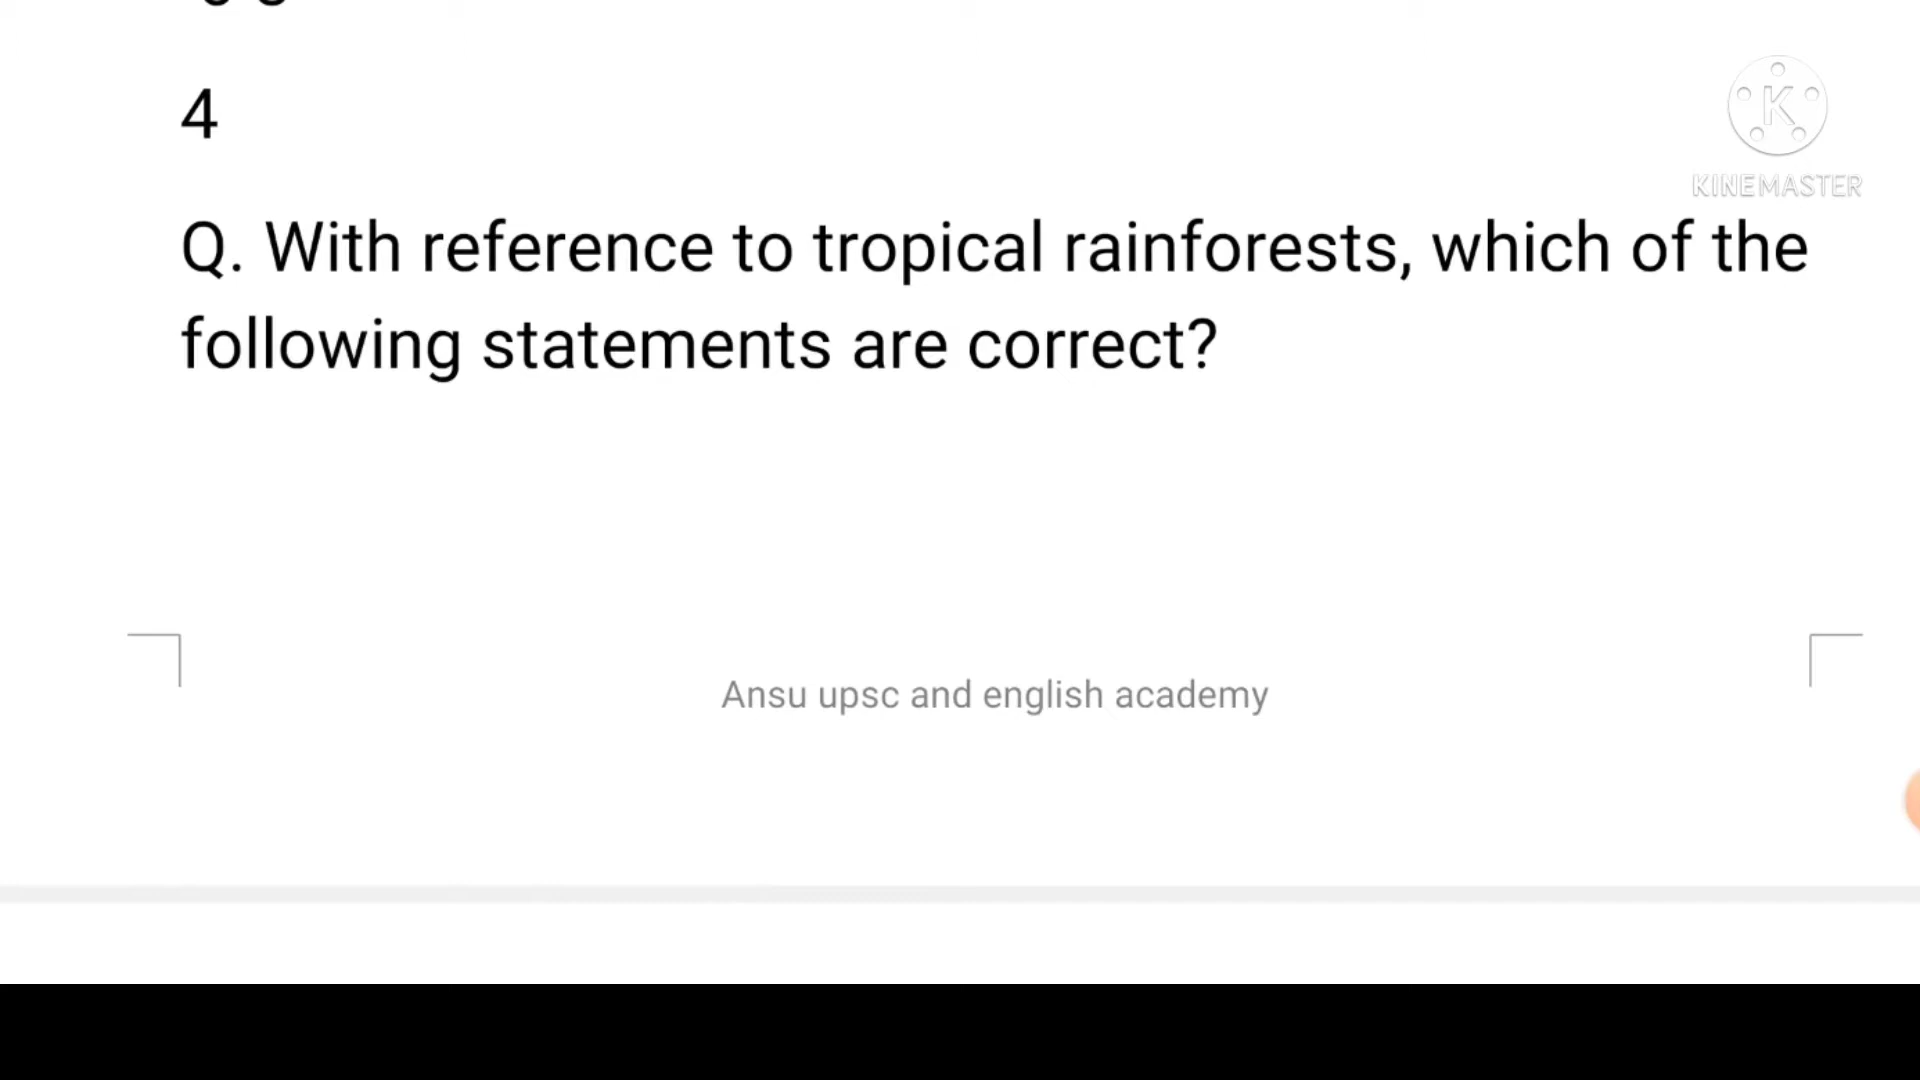 4
KINEMASTER
Q. With reference to tropical rainforests, which of the
following statements are correct?
Ansu upsc and english academy